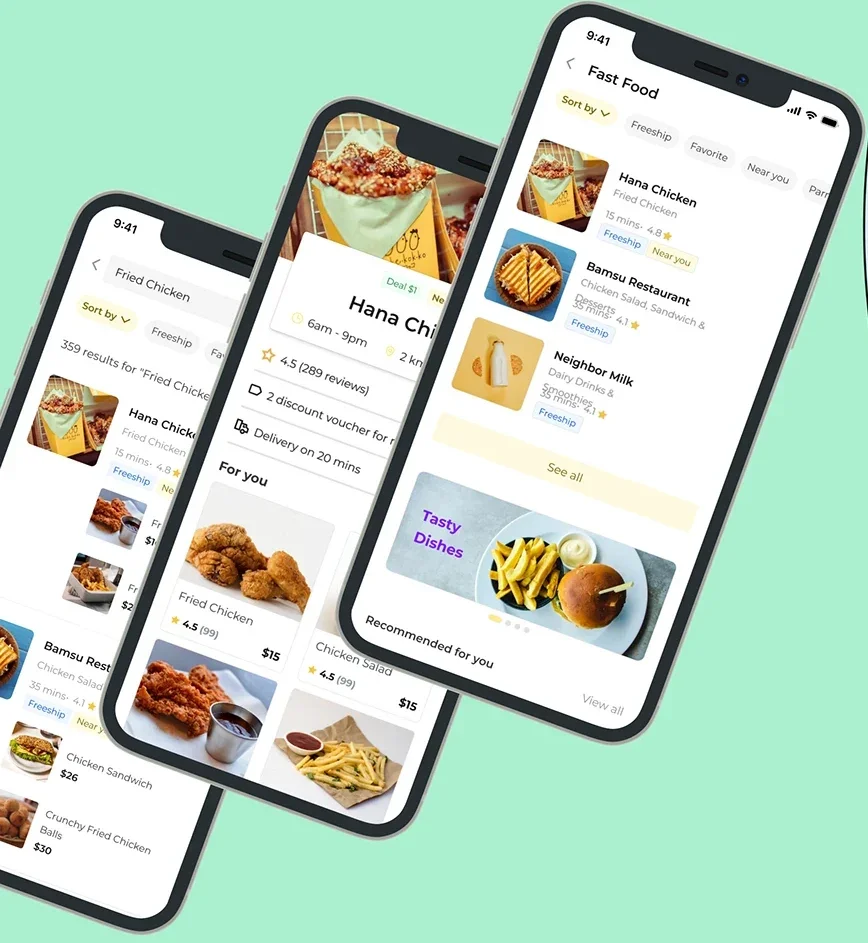 9:41
Fried Chicken
Sort by
Freeship
359 results for "Fried Chicke
Hana Chick
Fried Chicken
15 mins· 4.8
Freeship
Ne
Fr
Fr
Bamsu Rest
Chicken Salad
35 mins· 4.1
Freeship
Near y
Chicken Sandwich
$26
Crunchy Fried Chicken
Balls
$30
Deal $1
Ne
Hana Chi
6am - 9pm
2 km
4.5 (289 reviews)
2 discount voucher for
Delivery on 20 mins
For you
Fried Chicken
4.5 (99)
$15
Chicken Salad
4.5 (99)
$15
9:41
Fast Food
Sort by
Freeship
Favorite
Near you
Hana Chicken
Fried Chicken
15 mins· 4.8
Freeship
Near you
Bamsu Restaurant
Chicken Salad, Sandwich &
Desserts
35 mins· 4.1
Freeship
Neighbor Milk
Dairy Drinks &
Smoothies
35 mins· 4.1
Freeship
See all
Tasty
Dishes
Recommended for you
View all